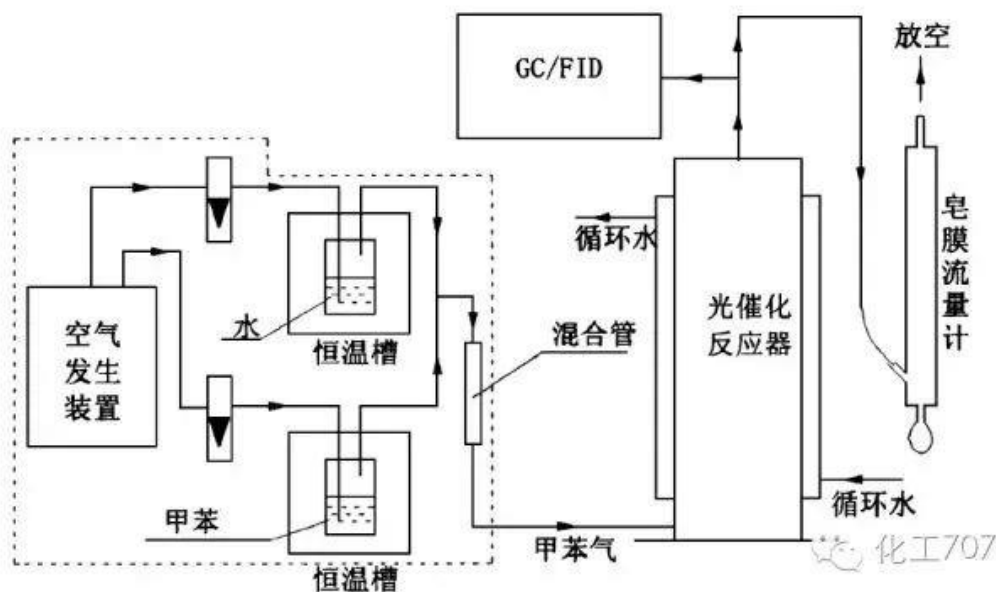 GC/FID
放空
皂膜流量计
循环水
光催化
反应器
水
恒温槽
混合管
空气
发生
装置
甲苯
恒温槽
甲苯气
循环水
化工707